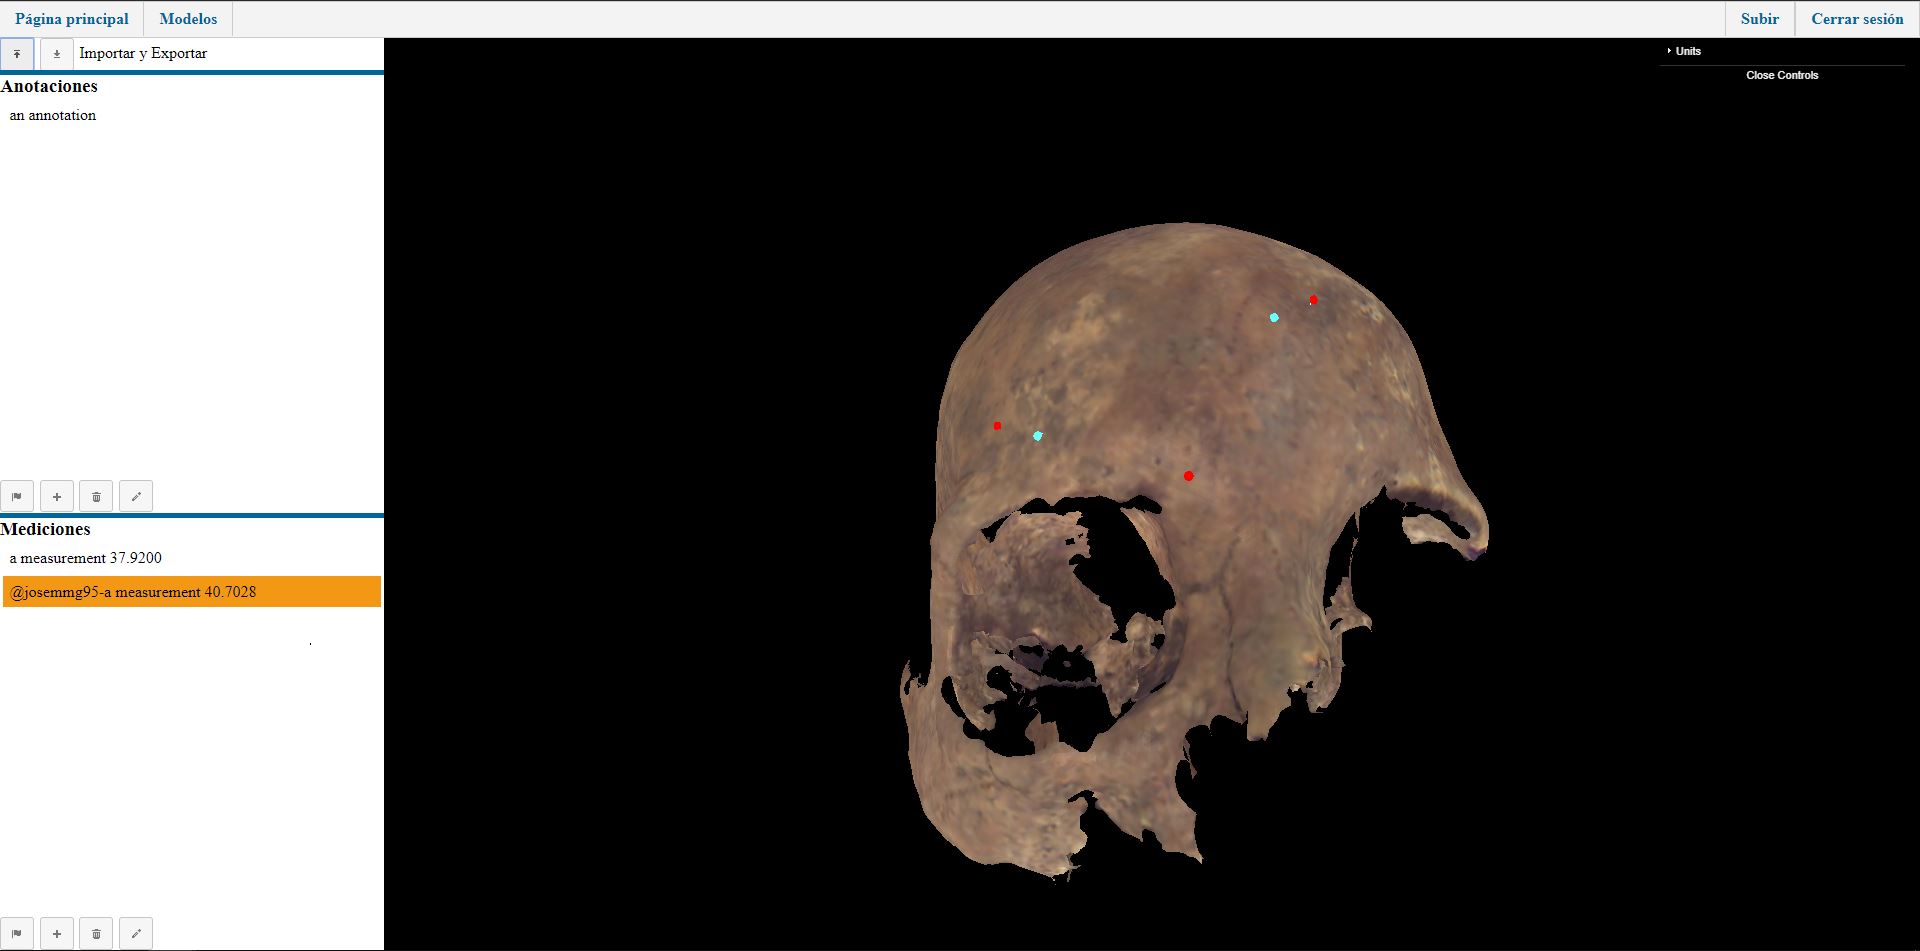 Página principal
Modelos
Subir
Cerrar sesión
Importar y Exportar
Units
Close Controls
Anotaciones
an annotation
Mediciones
a measurement 37.9200
@josemmg95-a measurement 40.7028